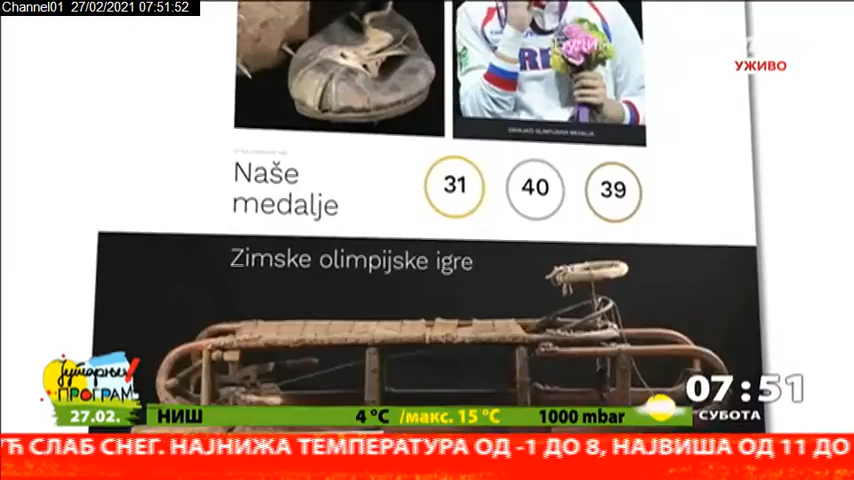 Channel01 27/02/2021 07:51:52
УЖИВО
Naše
medalje
31
40
39
Zimske olimpijske igre
Јутарњи
ПРОГРАМ
07:51
27.02.
НИШ
4°C /макс. 15°C
1000 mbar
СУБОТА
Ћ СЛАБ СНЕГ. НАЈНИЖА ТЕМПЕРАТУРА ОД -1 ДО 8, НАЈВИША ОД 11 ДО